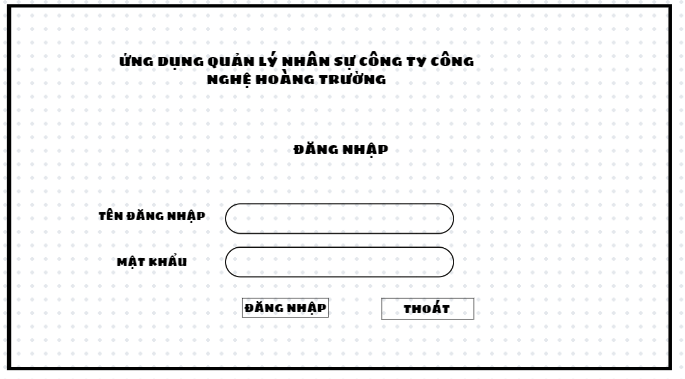 ỨNG DỤNG QUẢN LÝ NHÂN SỰ CÔNG TY CÔNG
NGHỆ HOÀNG TRƯỜNG
ĐĂNG NHẬP
TÊN ĐĂNG NHẬP
MẬT KHẨU
ĐĂNG NHẬP THOÁT